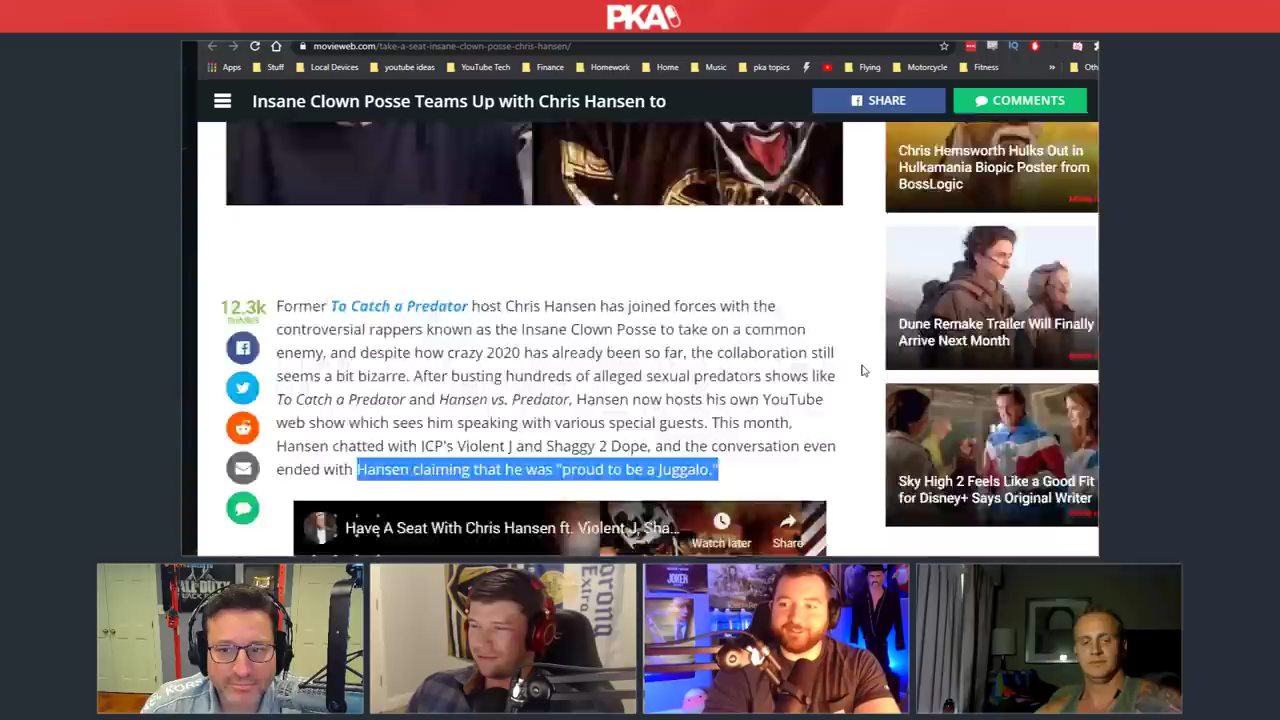 PKA
movieweb.com/take-a-seat-insane-clown-posse-chris-hansen/
Apps Stuff Local Devices youtube ideas YouTube Tech Finance Homework Home Music pka topics Flying Motorcycle Fitness » Oth
Insane Clown Posse Teams Up with Chris Hansen to
SHARE
COMMENTS
Chris Hemsworth Hulks Out in
Hulkamania Biopic Poster from
BossLogic
Dune Remake Trailer Will Finally
Arrive Next Month
Sky High 2 Feels Like a Good Fit
for Disney+ Says Original Writer
12.3k
Former To Catch a Predator host Chris Hansen has joined forces with the
controversial rappers known as the Insane Clown Posse to take on a common
enemy, and despite how crazy 2020 has already been so far, the collaboration still
seems a bit bizarre. After busting hundreds of alleged sexual predators shows like
To Catch a Predator and Hansen vs. Predator, Hansen now hosts his own YouTube
web show which sees him speaking with various special guests. This month,
Hansen chatted with ICP's Violent J and Shaggy 2 Dope, and the conversation even
ended with Hansen claiming that he was "proud to be a Juggalo."
Have A Seat With Chris Hansen ft. Violent J, Sha...
Watch later
Share
CALL OF DUTY
BLACK
Corona
Extra
JOKER